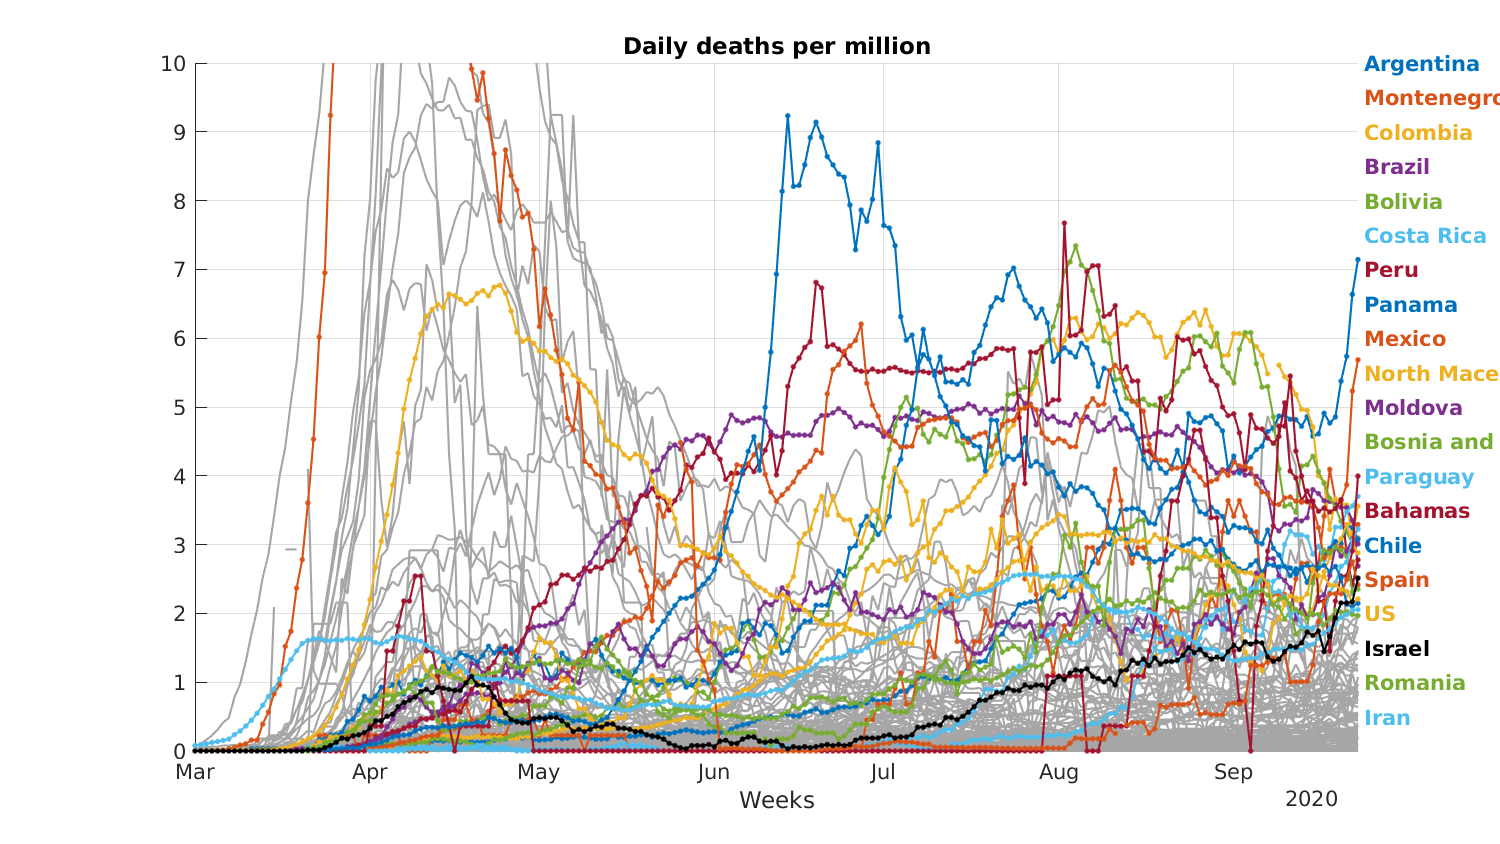 Daily deaths per million
10
9
8
7
6
5
4
3
2
1
0
Mar Apr May Jun Jul Aug Sep
Weeks
2020
Argentina
Montenegro
Colombia
Brazil
Bolivia
Costa Rica
Peru
Panama
Mexico
North Mace
Moldova
Bosnia and
Paraguay
Bahamas
Chile
Spain
US
Israel
Romania
Iran